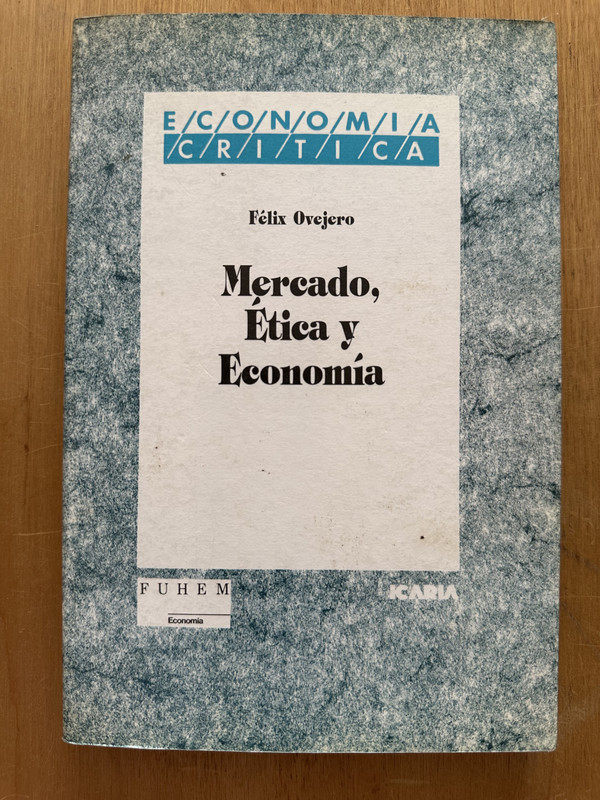 E/C/O/N/O/M/I/A
/C/R/I/T/I/C/A
Félix Ovejero
Mercado,
Ética y
Economía
FUHEM
Economía
ICARIA